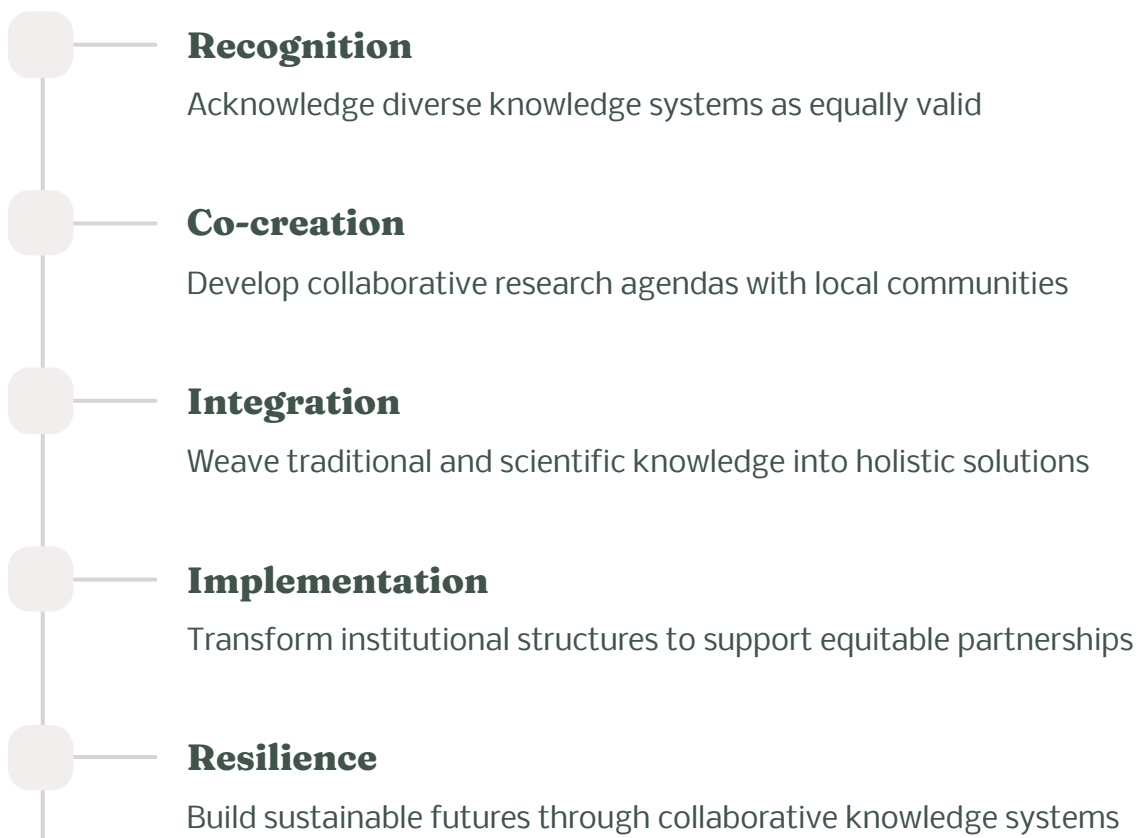 Recognition
Acknowledge diverse knowledge systems as equally valid
Co-creation
Develop collaborative research agendas with local communities
Integration
Weave traditional and scientific knowledge into holistic solutions
Implementation
Transform institutional structures to support equitable partnerships
Resilience
Build sustainable futures through collaborative knowledge systems